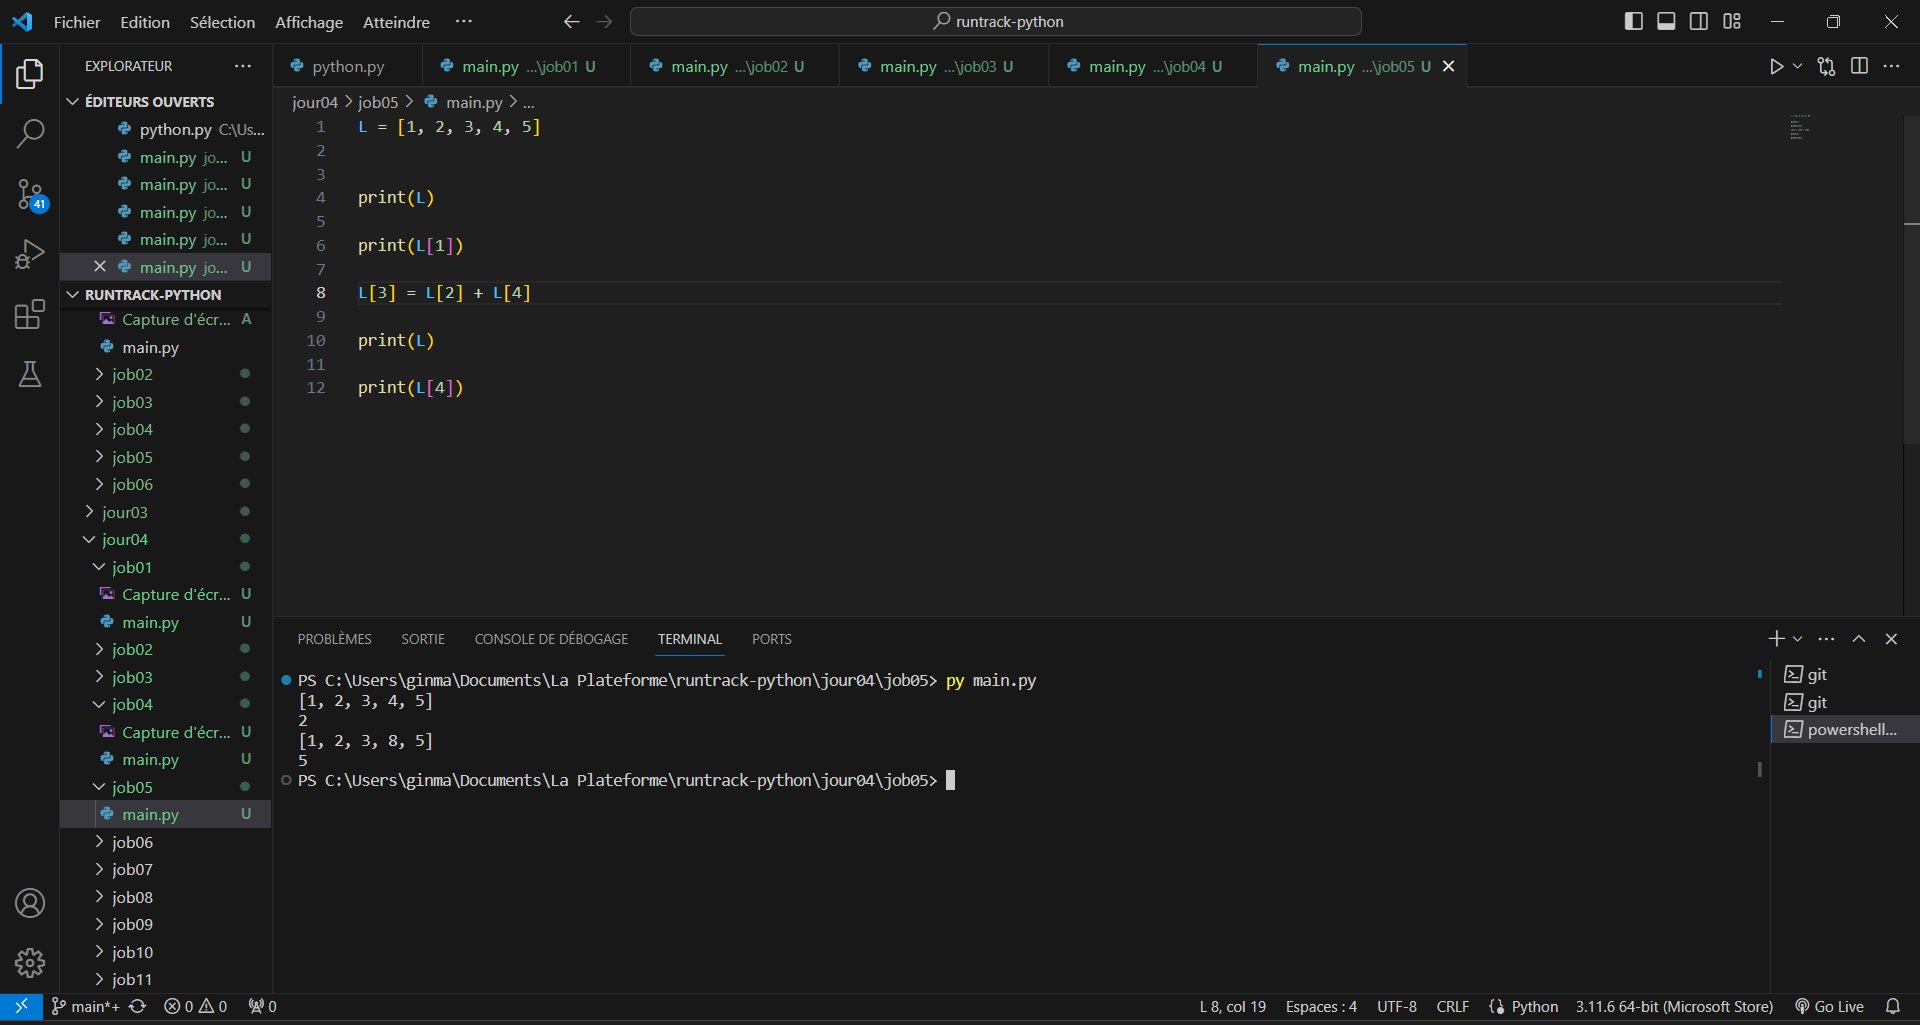 Fichier Edition Sélection Affichage Atteindre ··· runtrack-python
EXPLORATEUR ···
ÉDITEURS OUVERTS
python.py C:\Us...
main.py jo... U
main.py jo... U
main.py jo... U
main.py jo... U
main.py jo... U
41
RUNTRACK-PYTHON
Capture d'écr... A
main.py
job02
job03
job04
job05
job06
jour03
jour04
job01
Capture d'écr... U
main.py U
job02
job03
job04
Capture d'écr... U
main.py U
job05
main.py U
job06
job07
job08
job09
job10
job11
python.py main.py ...\job01 U main.py ...\job02 U main.py ...\job03 U main.py ...\job04 U main.py ...\job05 U
jour04 > job05 > main.py > ...
1 L = [1, 2, 3, 4, 5]
2
3
4 print(L)
5
6 print(L[1])
7
8 L[3] = L[2] + L[4]
9
10 print(L)
11
12 print(L[4])
PROBLÈMES SORTIE CONSOLE DE DÉBOGAGE TERMINAL PORTS
PS C:\Users\ginma\Documents\La Plateforme\runtrack-python\jour04\job05> py main.py
[1, 2, 3, 4, 5]
2
[1, 2, 3, 8, 5]
5
PS C:\Users\ginma\Documents\La Plateforme\runtrack-python\jour04\job05>
git
git
powershell...
main*+ 0 0 0 L 8, col 19 Espaces : 4 UTF-8 CRLF Python 3.11.6 64-bit (Microsoft Store) Go Live